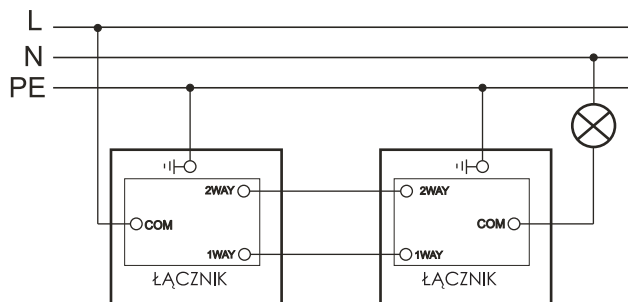 L
N
PE
2WAY 2WAY
COM COM
1WAY 1WAY
ŁĄCZNIK ŁĄCZNIK